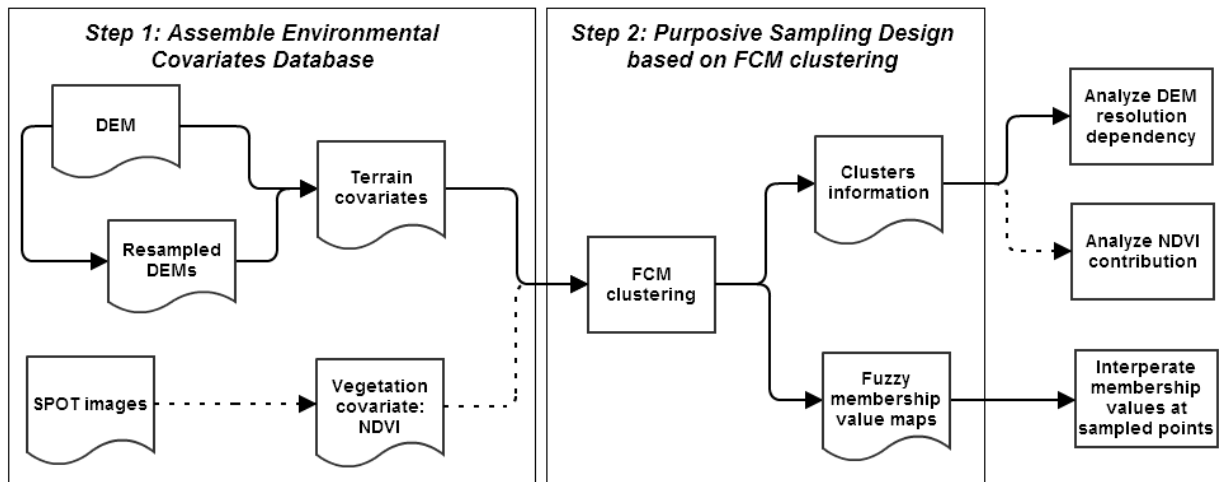 Step 1: Assemble Environmental
Covariates Database
Step 2: Purposive Sampling Design
based on FCM clustering
DEM
Resampled
DEMs
Terrain
covariates
SPOT images
Vegetation
covariate:
NDVI
FCM
clustering
Clusters
information
Fuzzy
membership
value maps
Analyze DEM
resolution
dependency
Analyze NDVI
contribution
Interperate
membership
values at
sampled points